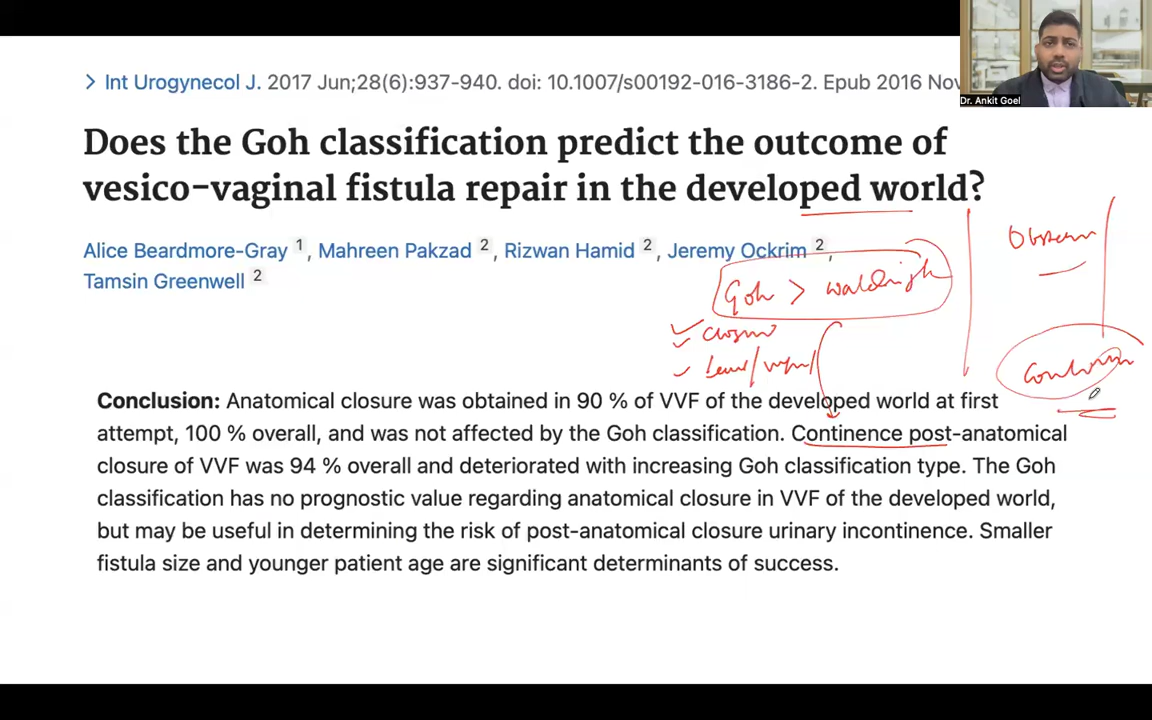 Dr. Ankit Goel
> Int Urogynecol J. 2017 Jun;28(6):937-940. doi: 10.1007/s00192-016-3186-2. Epub 2016 Nov
Does the Goh classification predict the outcome of
vesico-vaginal fistula repair in the developed world?
Alice Beardmore-Gray 1, Mahreen Pakzad 2, Rizwan Hamid 2, Jeremy Ockrim 2,
Tamsin Greenwell 2
Goh >
closure
Conclusion: Anatomical closure was obtained in 90 % of VVF of the developed world at first
attempt, 100 % overall, and was not affected by the Goh classification. Continence post-anatomical
closure of VVF was 94 % overall and deteriorated with increasing Goh classification type. The Goh
classification has no prognostic value regarding anatomical closure in VVF of the developed world,
but may be useful in determining the risk of post-anatomical closure urinary incontinence. Smaller
fistula size and younger patient age are significant determinants of success.